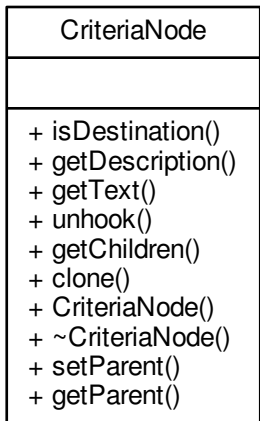 CriteriaNode
+ isDestination()
+ getDescription()
+ getText()
+ unhook()
+ getChildren()
+ clone()
+ CriteriaNode()
+ ~CriteriaNode()
+ setParent()
+ getParent()